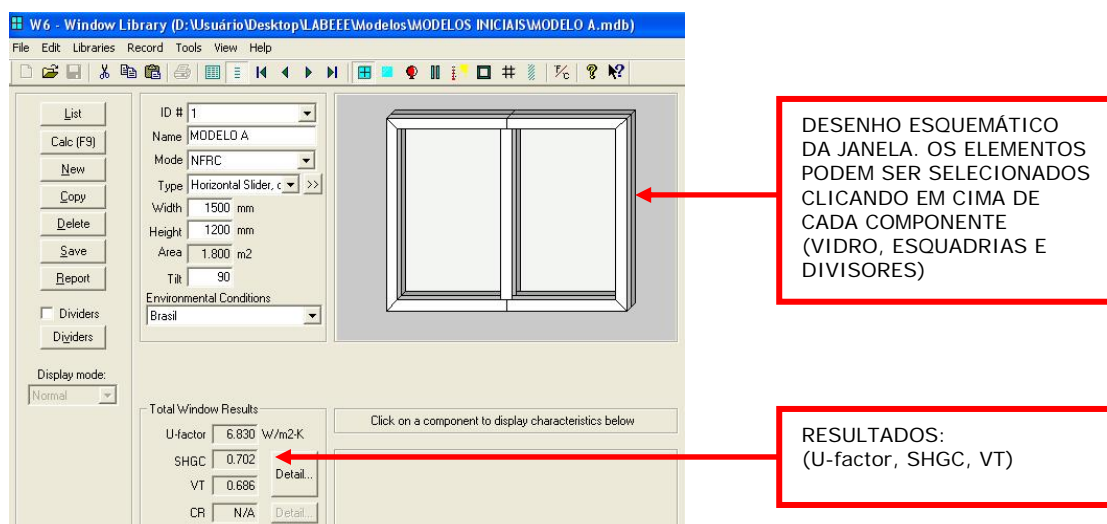 W6 - Window Library (D:\Usuário\Desktop\LABEEE\Modelos\MODELOS INICIAIS\MODELO A.mdb)
File Edit Libraries Record Tools View Help
List
Calc (F9)
New
Copy
Delete
Save
Report
Dividers
Dividers
Display mode:
Normal
ID # 1
Name MODELO A
Mode NFRC
Type Horizontal Slider, c >>
Width 1500 mm
Height 1200 mm
Area 1.800 m2
Tilt 90
Environmental Conditions
Brasil
Total Window Results
U-factor 6.830 W/m2-K
SHGC 0.702
VT 0.686
Detail...
CR N/A Detail...
Click on a component to display characteristics below
DESENHO ESQUEMÁTICO
DA JANELA. OS ELEMENTOS
PODEM SER SELECIONADOS
CLICANDO EM CIMA DE
CADA COMPONENTE
(VIDRO, ESQUADRIAS E
DIVISORES)
RESULTADOS:
(U-factor, SHGC, VT)